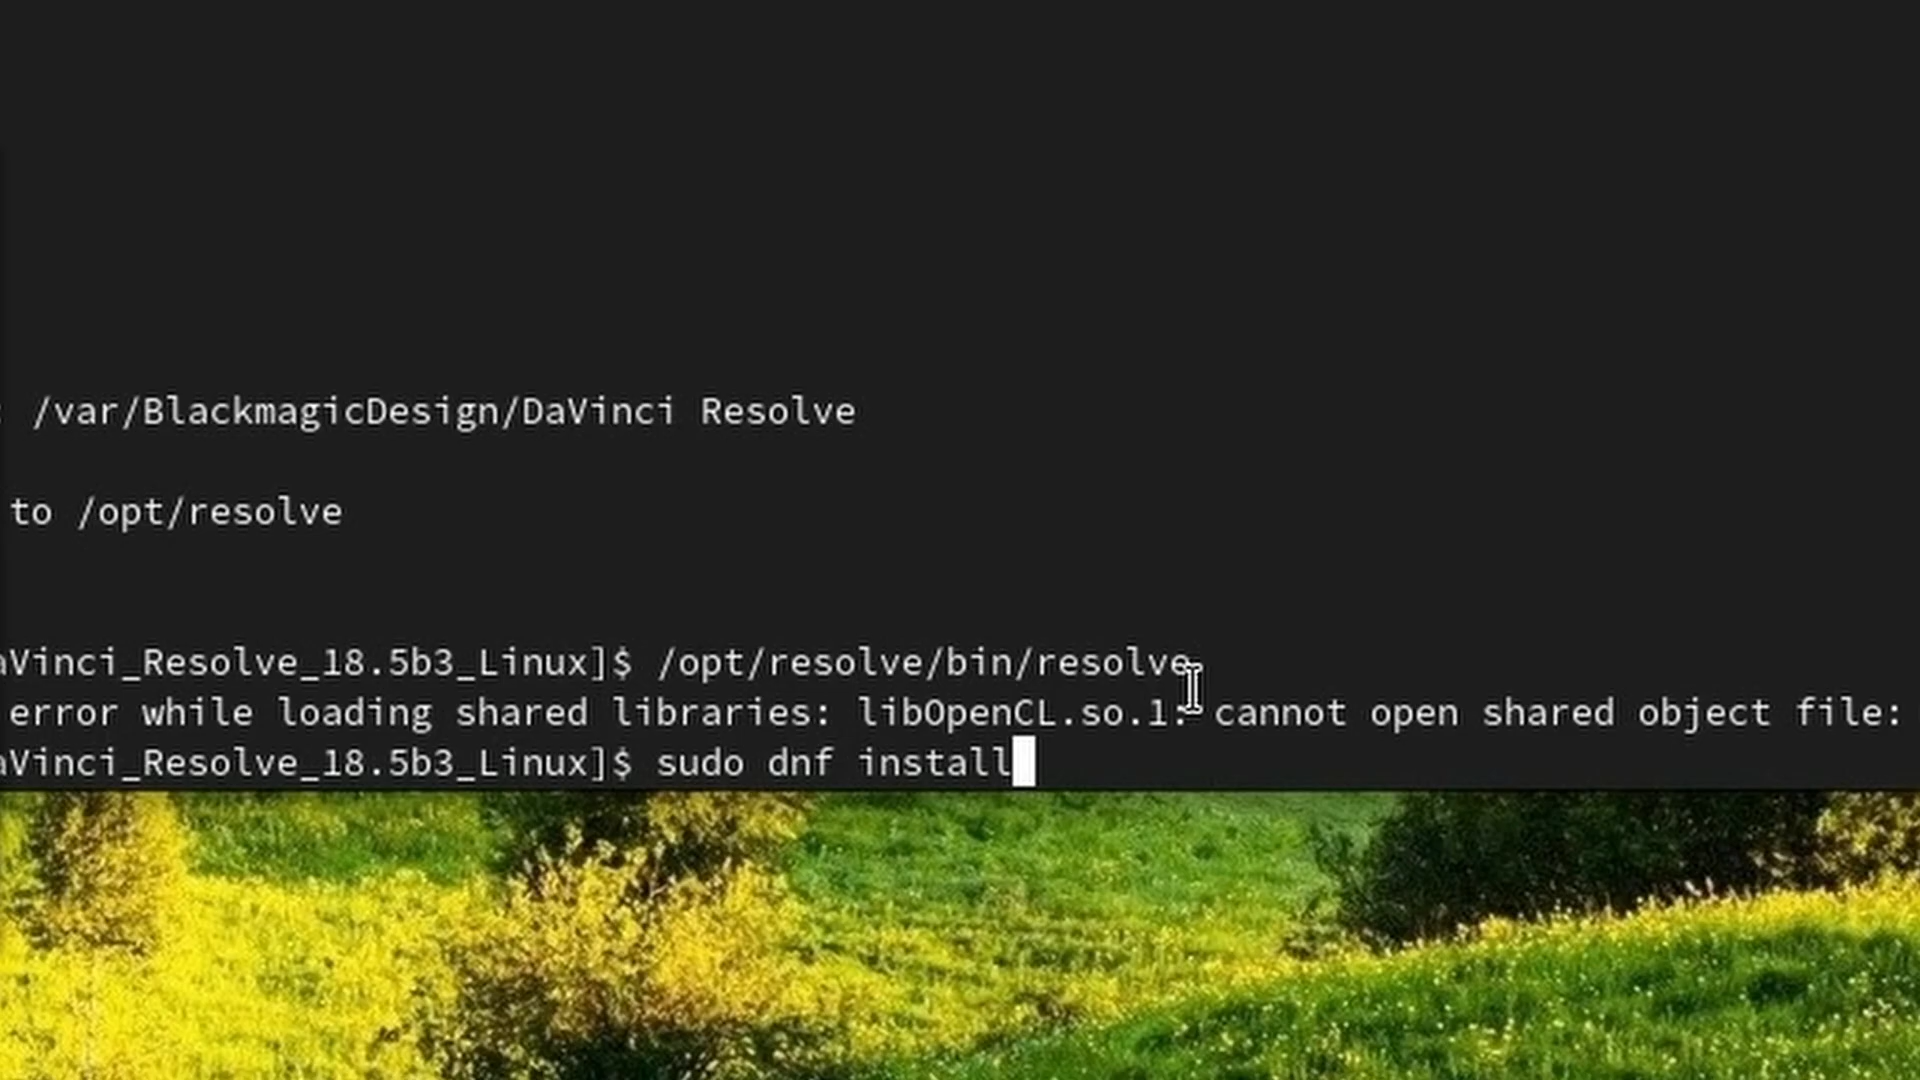 : /var/BlackmagicDesign/DaVinci Resolve
to /opt/resolve
aVinci_Resolve_18.5b3_Linux]$ /opt/resolve/bin/resolve
error while loading shared libraries: libOpenCL.so.1: cannot open shared object file:
aVinci_Resolve_18.5b3_Linux]$ sudo dnf install